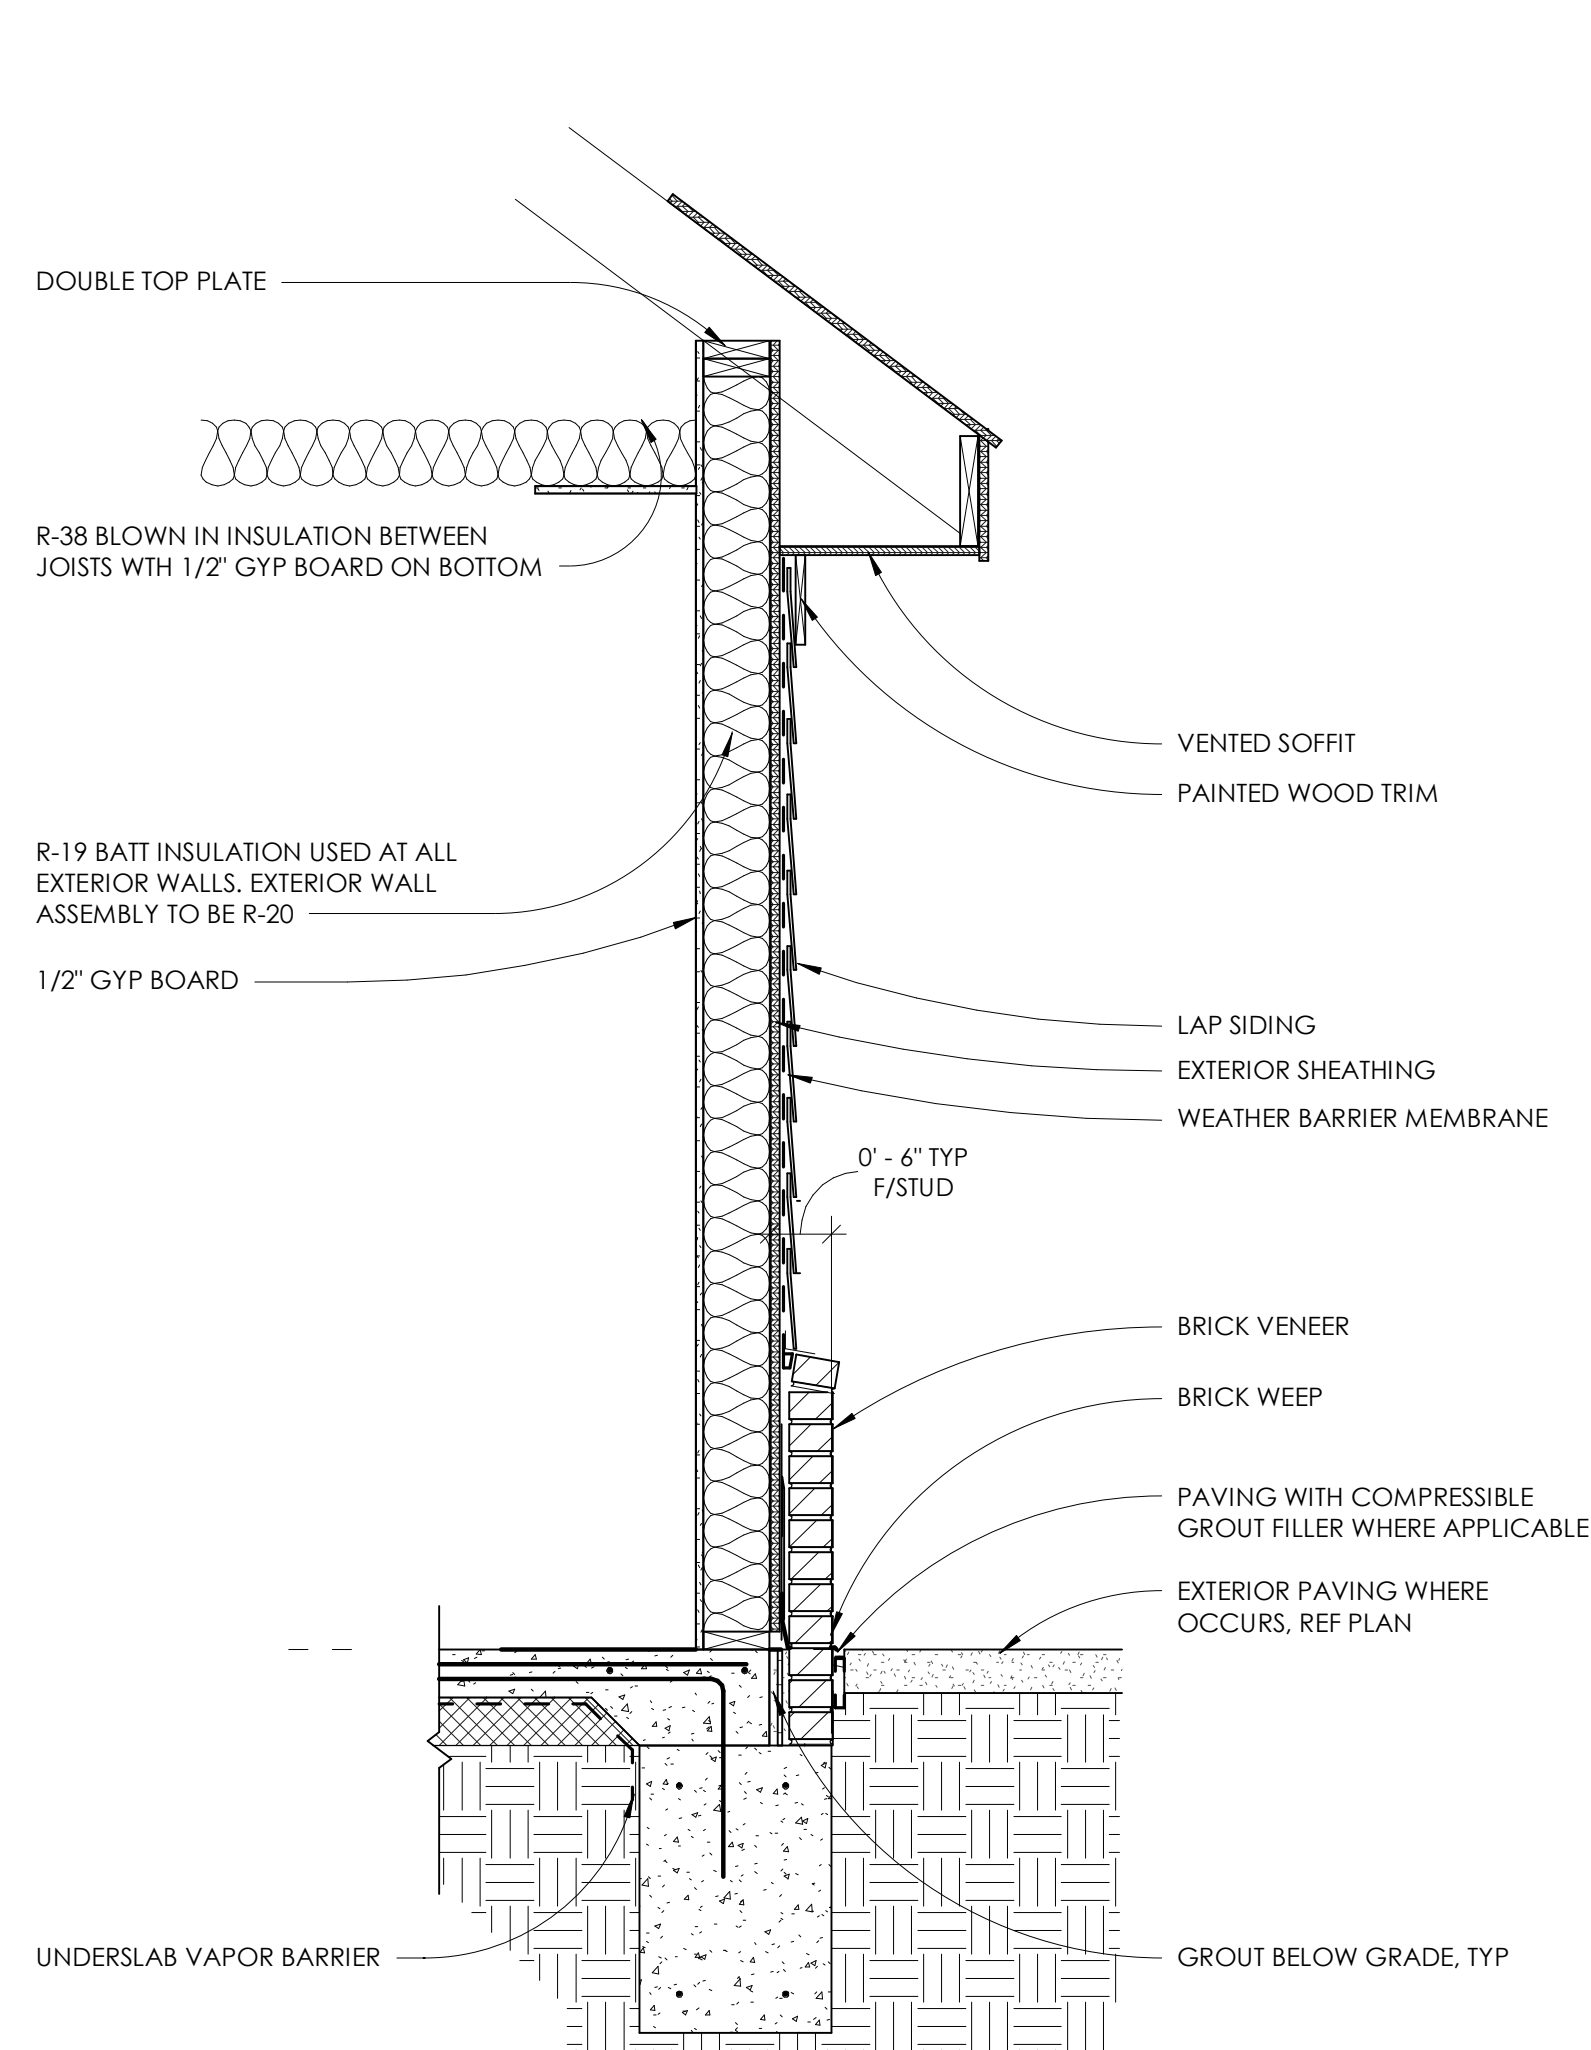 DOUBLE TOP PLATE
R-38 BLOWN IN INSULATION BETWEEN
JOISTS WTH 1/2" GYP BOARD ON BOTTOM
R-19 BATT INSULATION USED AT ALL
EXTERIOR WALLS. EXTERIOR WALL
ASSEMBLY TO BE R-20
1/2" GYP BOARD
UNDERSLAB VAPOR BARRIER
VENTED SOFFIT
PAINTED WOOD TRIM
LAP SIDING
EXTERIOR SHEATHING
WEATHER BARRIER MEMBRANE
0' - 6" TYP
F/STUD
BRICK VENEER
BRICK WEEP
PAVING WITH COMPRESSIBLE
GROUT FILLER WHERE APPLICABLE
EXTERIOR PAVING WHERE
OCCURS, REF PLAN
GROUT BELOW GRADE, TYP